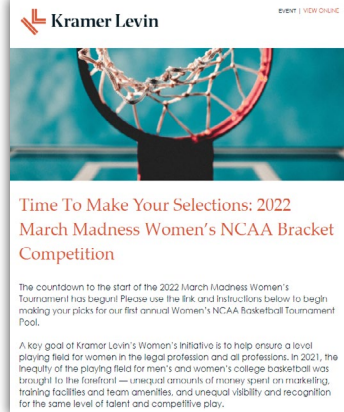 Kramer Levin
EVENT | VIEW ONLINE
Time To Make Your Selections: 2022
March Madness Women's NCAA Bracket
Competition
The countdown to the start of the 2022 March Madness Women's
Tournament has begun! Please use the link and instructions below to begin
making your picks for our first annual Women's NCAA Basketball Tournament
Pool.
A key goal of Kramer Levin's Women's Initiative is to help ensure a level
playing field for women in the legal profession and all professions. In 2021, the
inequity of the playing field for men's and women's college basketball was
brought to the forefront — unequal amounts of money spent on marketing,
training facilities and team amenities, and unequal visibility and recognition
for the same level of talent and competitive play.